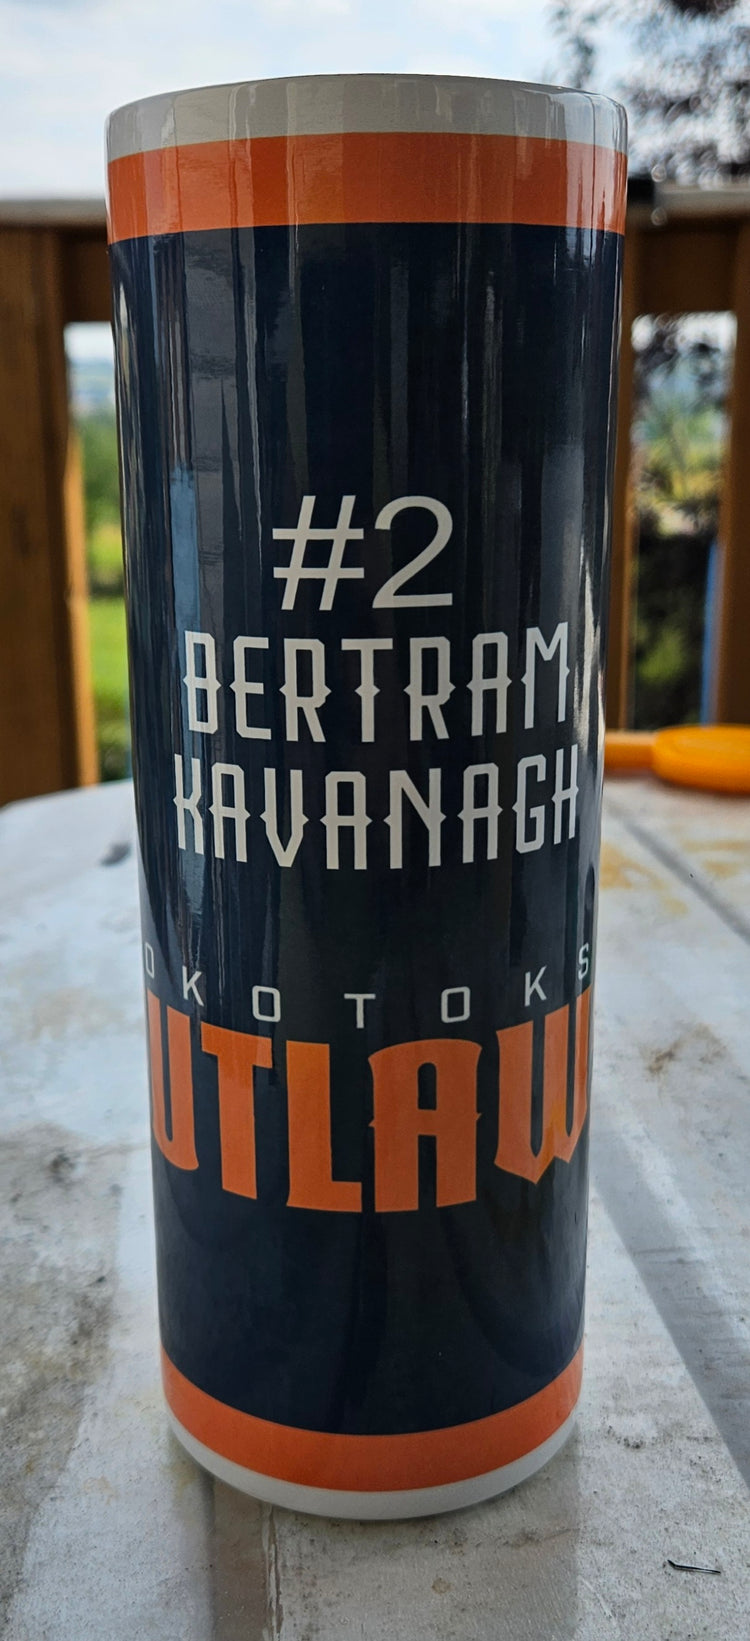 #2
BERTRAM
KAVANAGH
OKOTOKS
UTLAW